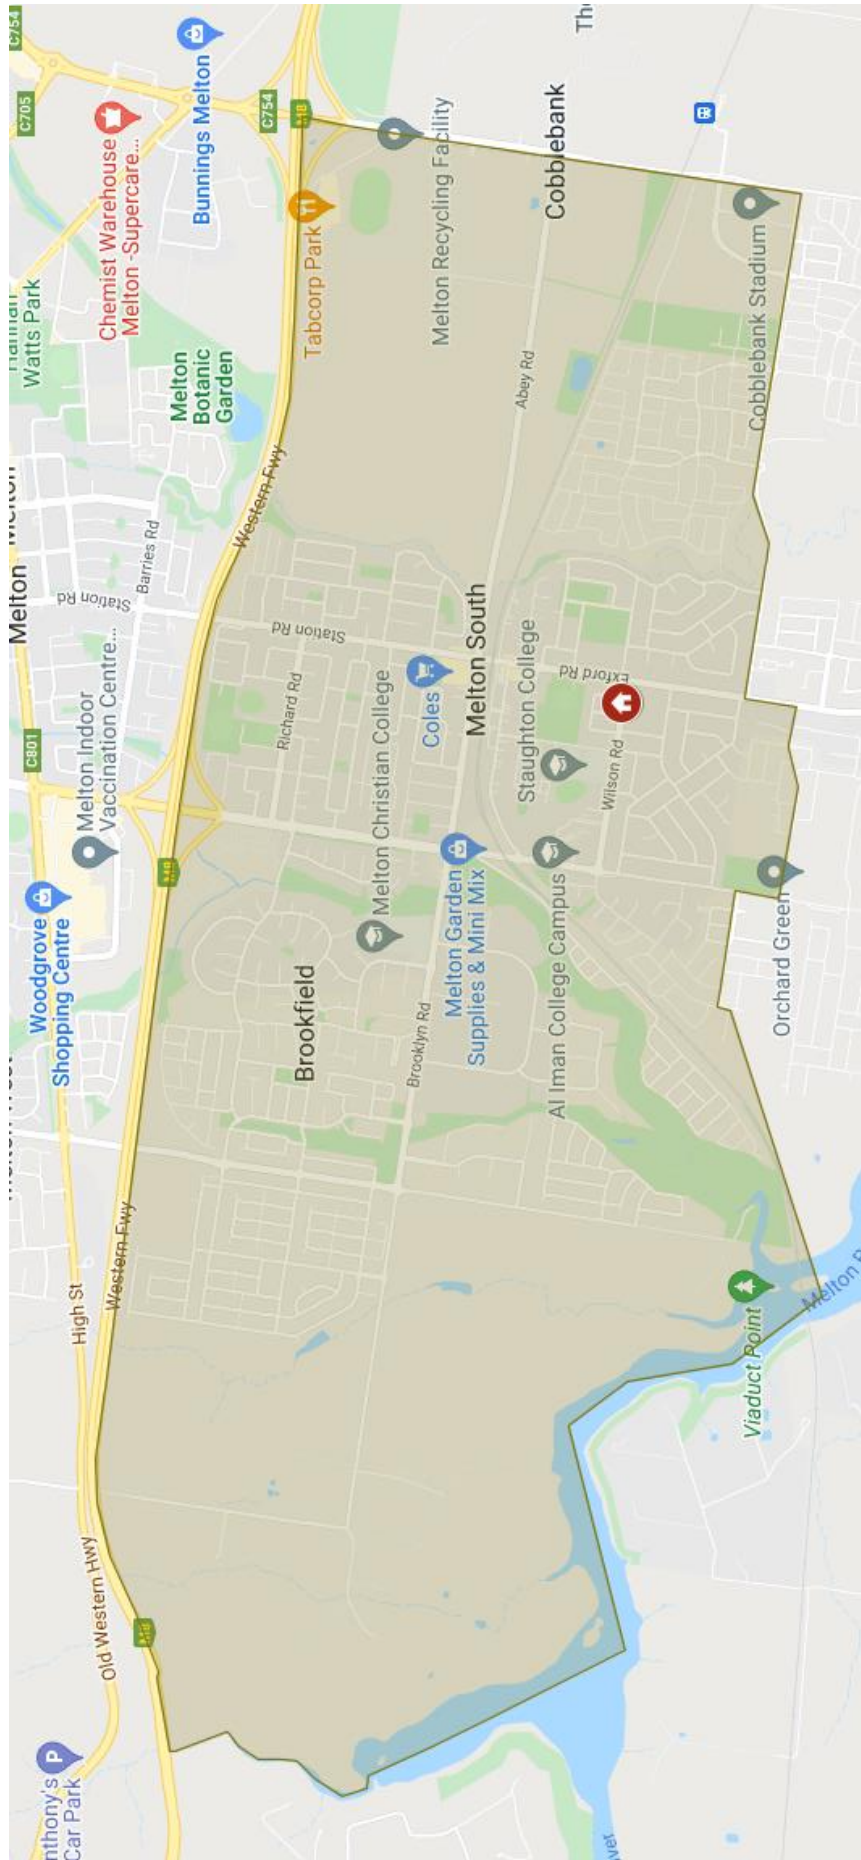 Melton
C801
C705
C754
Watts Park
Woodgrove
Shopping Centre
Melton Indoor
Vaccination Centre...
Chemist Warehouse
Melton -Supercare...
nthony's
Car Park
P
High St
Old Western Hwy
Station Rd
Barries Rd
Bunnings Melton
Melton
Botanic
Garden
C754
Western Fwy
Western Fwy
M8
Tabcorp Park
Station Rd
Richard Rd
Brookfield
Melton Christian College
Coles
Melton Recycling Facility
Brooklyn Rd
Melton Garden
Supplies & Mini Mix
Melton South
Abey Rd
Cobblebank
Al Iman College Campus
Staughton College
Exford Rd
Wilson Rd
Viaduct Point
Orchard Green
Cobblebank Stadium
Melton